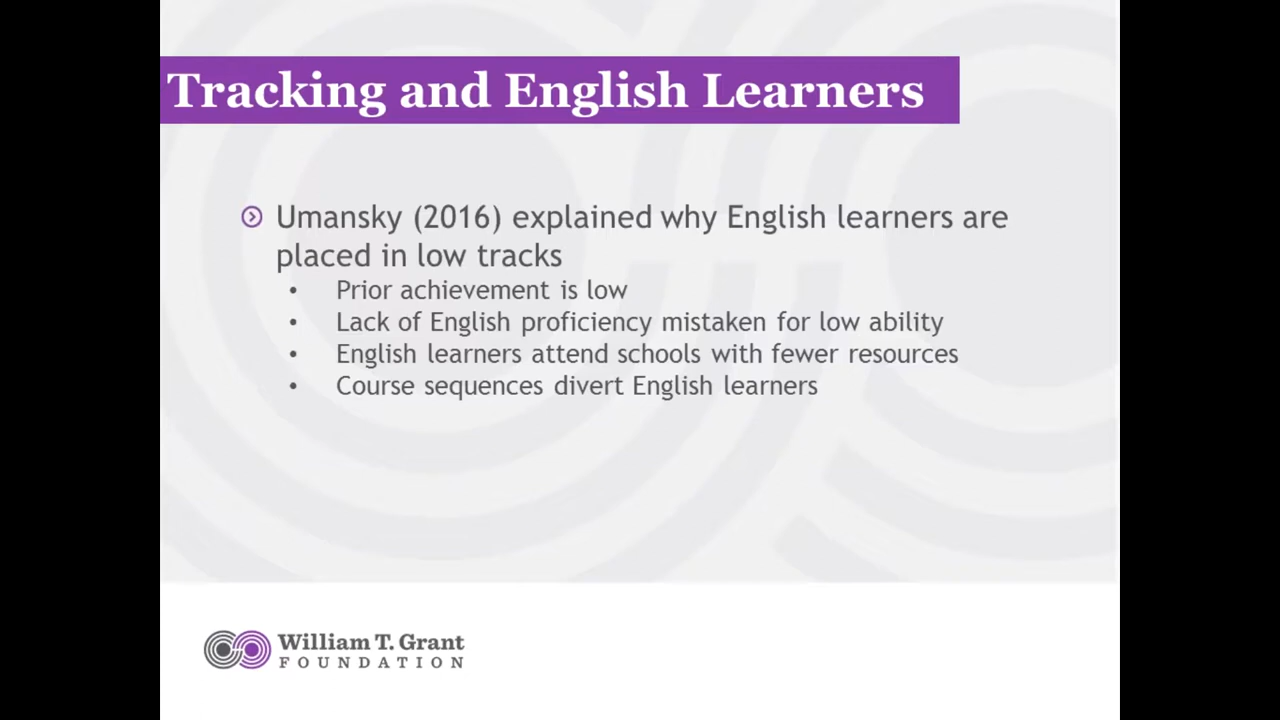 Tracking and English Learners
Umansky (2016) explained why English learners are
placed in low tracks
• Prior achievement is low
• Lack of English proficiency mistaken for low ability
• English learners attend schools with fewer resources
• Course sequences divert English learners
William T. Grant
FOUNDATION